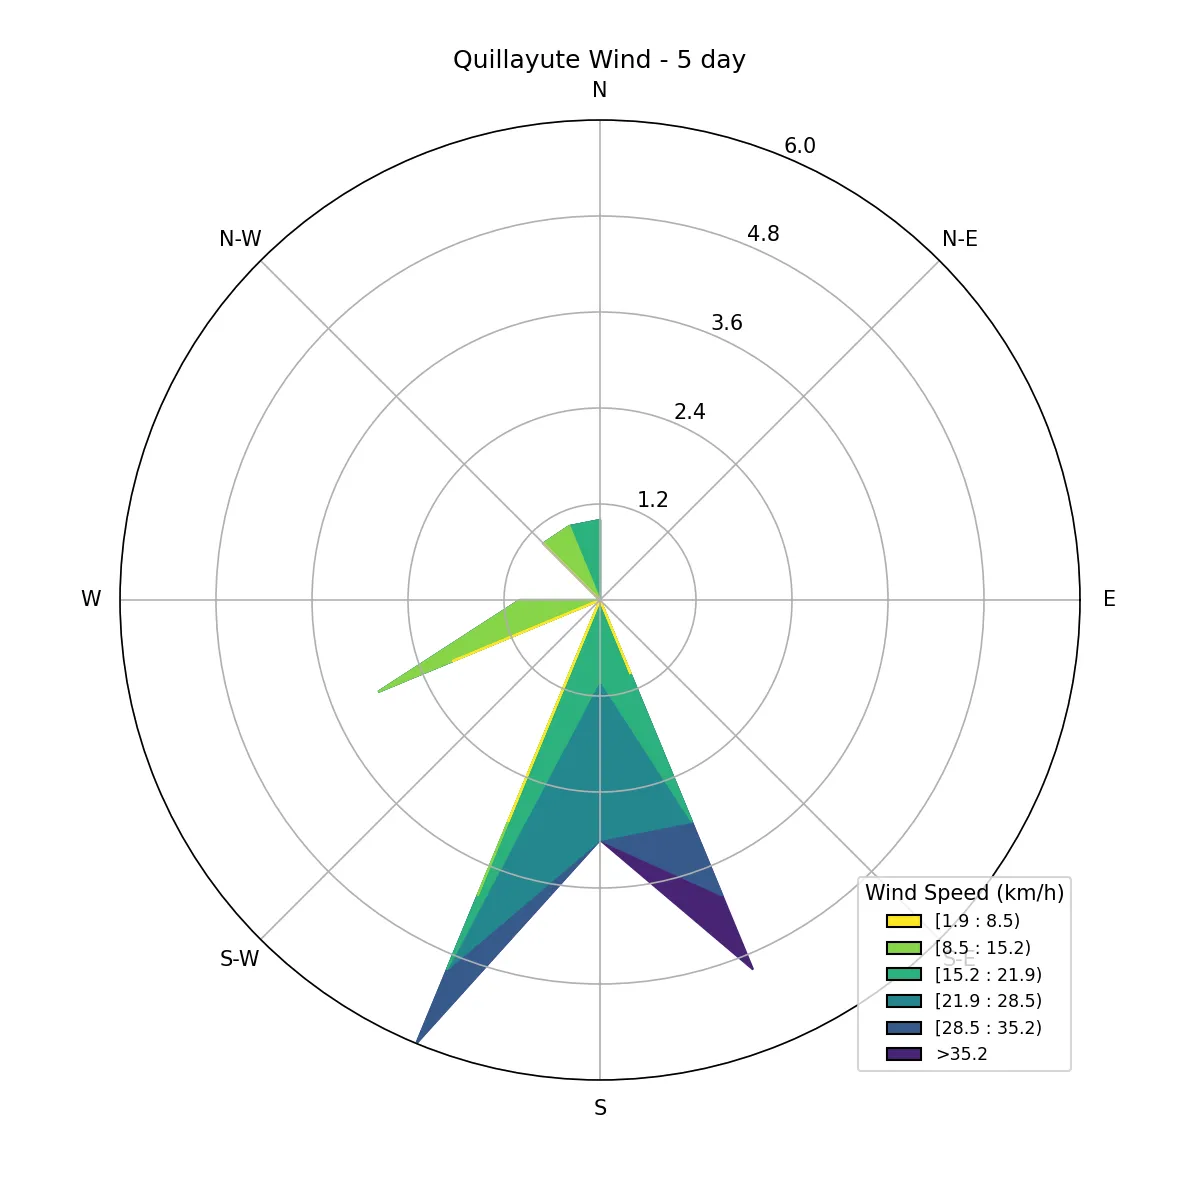 Quillayute Wind - 5 day
N
6.0
4.8
N-W
N-E
3.6
2.4
1.2
W
E
Wind Speed (km/h)
[1.9 : 8.5)
[8.5 : 15.2)
S-W
S-E
[15.2 : 21.9)
[21.9 : 28.5)
[28.5 : 35.2)
>35.2
S